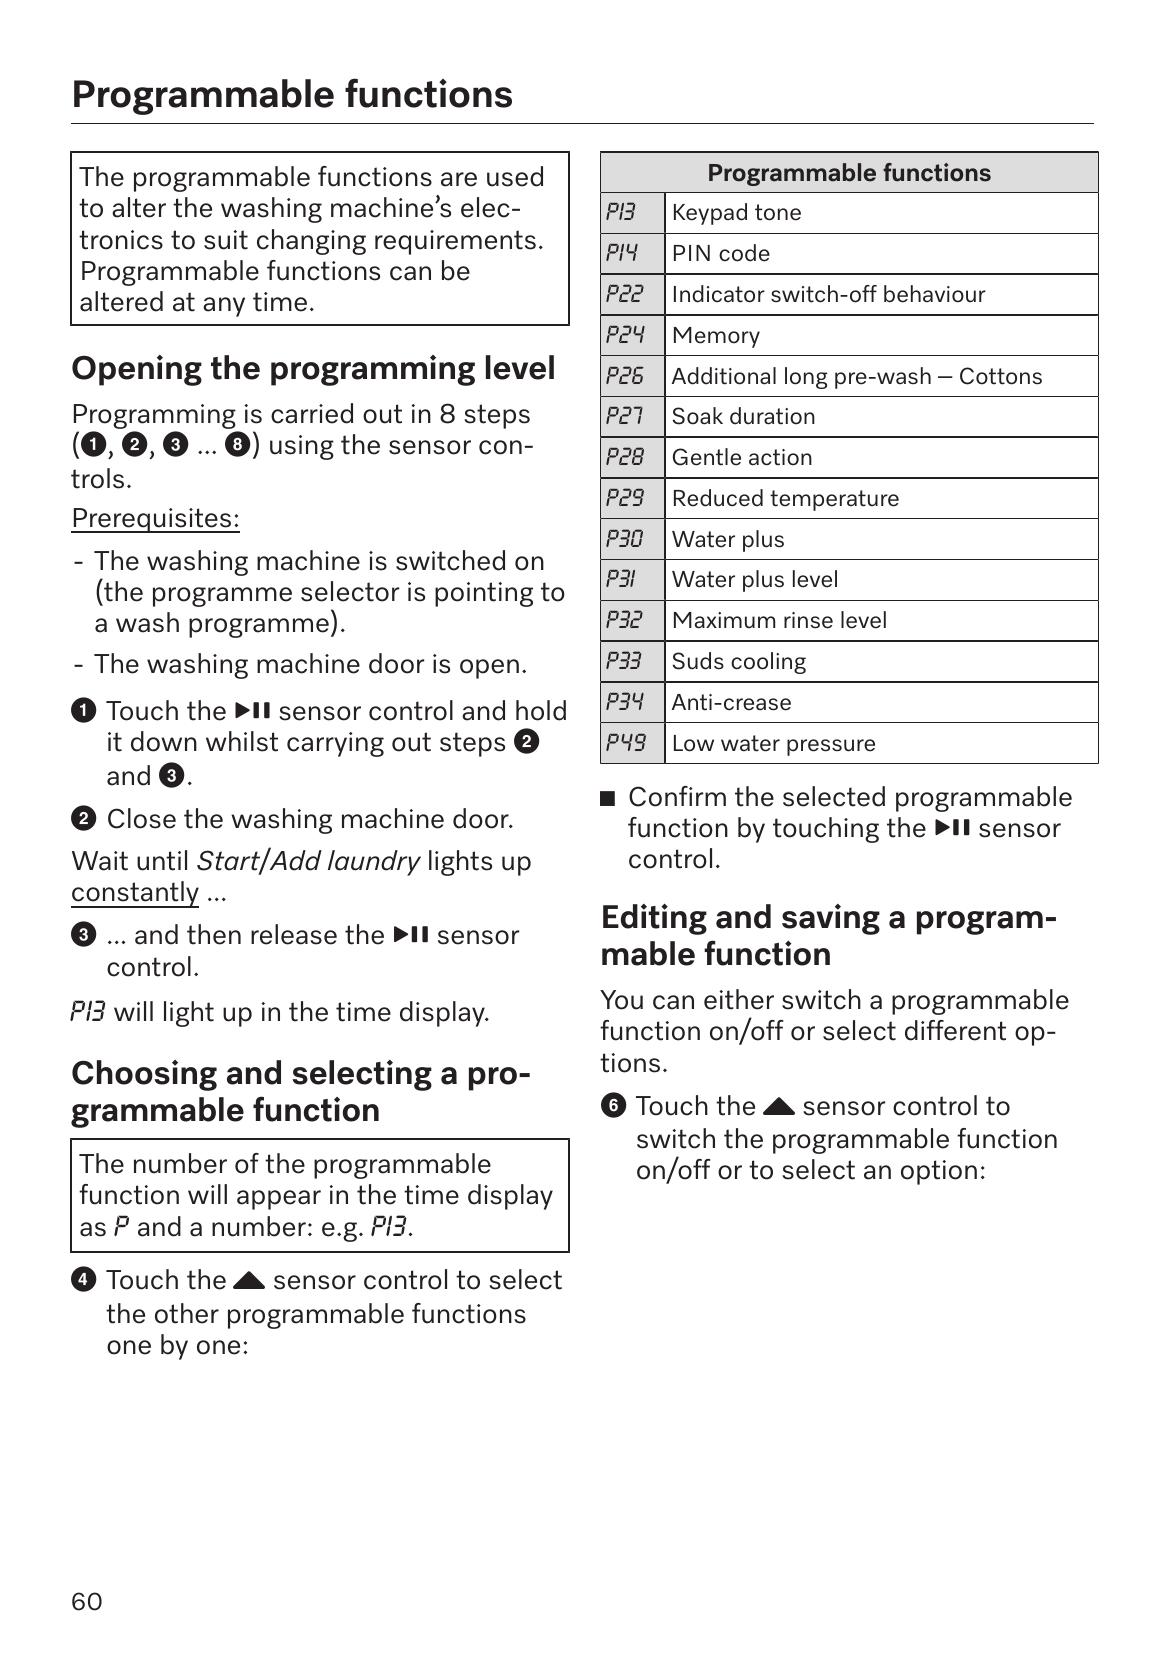 Programmable functions
The programmable functions are used
to alter the washing machine’s elec-
tronics to suit changing requirements.
Programmable functions can be
altered at any time.
Opening the programming level
Programming is carried out in 8 steps
(❶, ❷, ❸ ... ❽) using the sensor con-
trols.
Prerequisites:
- The washing machine is switched on
(the programme selector is pointing to
a wash programme).
- The washing machine door is open.
❶ Touch the ▶❚❚ sensor control and hold
it down whilst carrying out steps ❷
and ❸.
❷ Close the washing machine door.
Wait until Start/Add laundry lights up
constantly ...
❸ ... and then release the ▶❚❚ sensor
control.
P13 will light up in the time display.
Choosing and selecting a pro-
grammable function
The number of the programmable
function will appear in the time display
as P and a number: e.g. P13.
❹ Touch the ▲ sensor control to select
the other programmable functions
one by one:
Programmable functions
P13 Keypad tone
P14 PIN code
P22 Indicator switch-off behaviour
P24 Memory
P26 Additional long pre-wash – Cottons
P27 Soak duration
P28 Gentle action
P29 Reduced temperature
P30 Water plus
P31 Water plus level
P32 Maximum rinse level
P33 Suds cooling
P34 Anti-crease
P49 Low water pressure
■ Confirm the selected programmable
function by touching the ▶❚❚ sensor
control.
Editing and saving a program-
mable function
You can either switch a programmable
function on/off or select different op-
tions.
❻ Touch the ▲ sensor control to
switch the programmable function
on/off or to select an option:
60